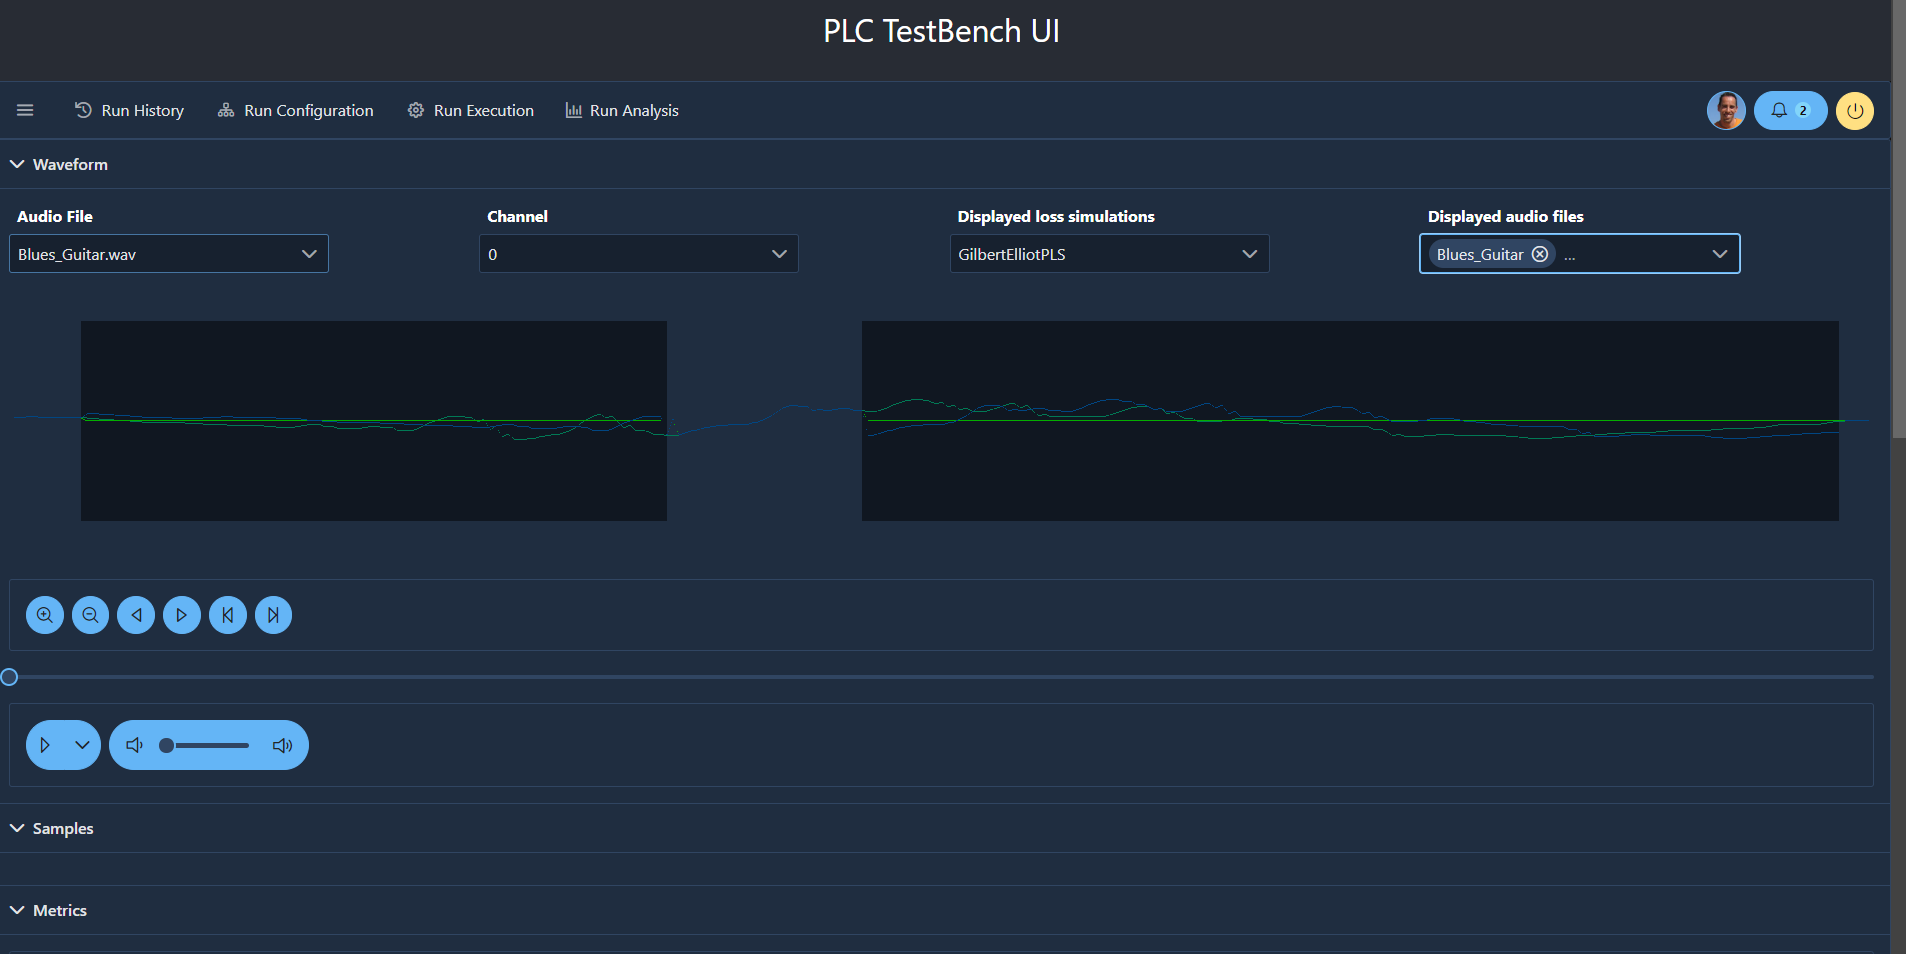 PLC TestBench UI
Run History
Run Configuration
Run Execution
Run Analysis
2
Waveform
Audio File
Channel
Displayed loss simulations
Displayed audio files
Blues_Guitar.wav
0
GilbertElliotPLS
Blues_Guitar ...
Samples
Metrics